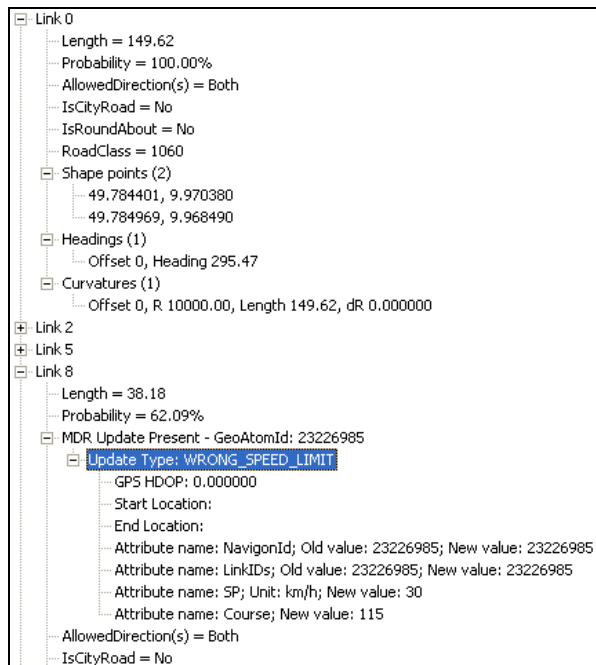 Link 0
Length = 149.62
Probability = 100.00%
AllowedDirection(s) = Both
IsCityRoad = No
IsRoundAbout = No
RoadClass = 1060
Shape points (2)
49.784401, 9.970380
49.784969, 9.968490
Headings (1)
Offset 0, Heading 295.47
Curvatures (1)
Offset 0, R 10000.00, Length 149.62, dR 0.000000
Link 2
Link 5
Link 8
Length = 38.18
Probability = 62.09%
MDR Update Present - GeoAtomId: 23226985
Update Type: WRONG_SPEED_LIMIT
GPS HDOP: 0.000000
Start Location:
End Location:
Attribute name: NavigonId; Old value: 23226985; New value: 23226985
Attribute name: LinkIDs; Old value: 23226985; New value: 23226985
Attribute name: SP; Unit: km/h; New value: 30
Attribute name: Course; New value: 115
AllowedDirection(s) = Both
IsCityRoad = No